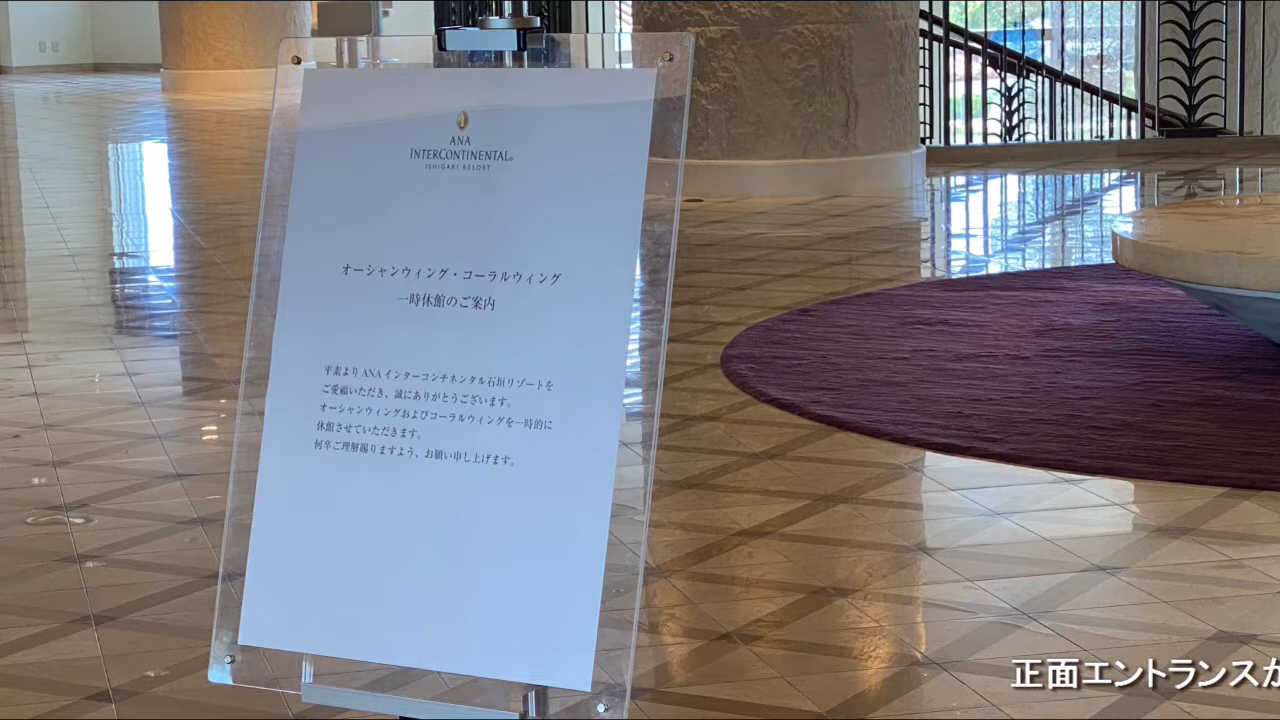 ANA
INTERCONTINENTAL®
ISHIGAKI RESORT
オーシャンウィング・コーラルウィング
一時休館のご案内
平素より ANA インターコンチネンタル石垣リゾートを
ご愛顧いただき、誠にありがとうございます。
オーシャンウィングおよびコーラルウィングを一時的に
休館させていただきます。
何卒ご理解賜りますよう、お願い申し上げます。
正面エントランスか